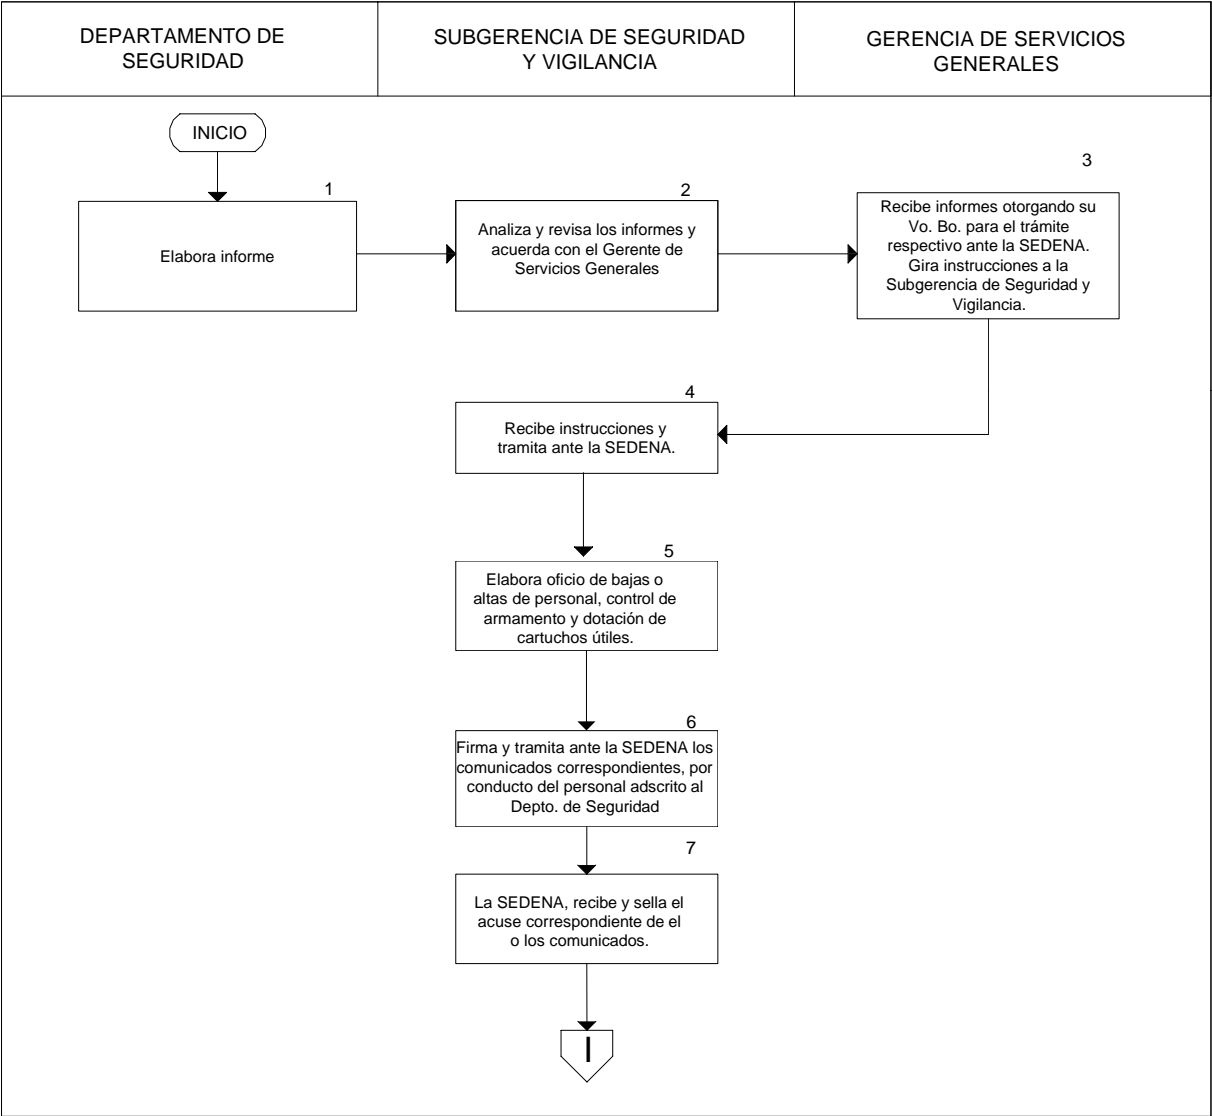 DEPARTAMENTO DE
SEGURIDAD
SUBGERENCIA DE SEGURIDAD
Y VIGILANCIA
GERENCIA DE SERVICIOS
GENERALES
INICIO
1
Elabora informe
2
Analiza y revisa los informes y
acuerda con el Gerente de
Servicios Generales
3
Recibe informes otorgando su
Vo. Bo. para el trámite
respectivo ante la SEDENA.
Gira instrucciones a la
Subgerencia de Seguridad y
Vigilancia.
4
Recibe instrucciones y
tramita ante la SEDENA.
5
Elabora oficio de bajas o
altas de personal, control de
armamento y dotación de
cartuchos útiles.
6
Firma y tramita ante la SEDENA los
comunicados correspondientes, por
conducto del personal adscrito al
Depto. de Seguridad
7
La SEDENA, recibe y sella el
acuse correspondiente de el
o los comunicados.
I